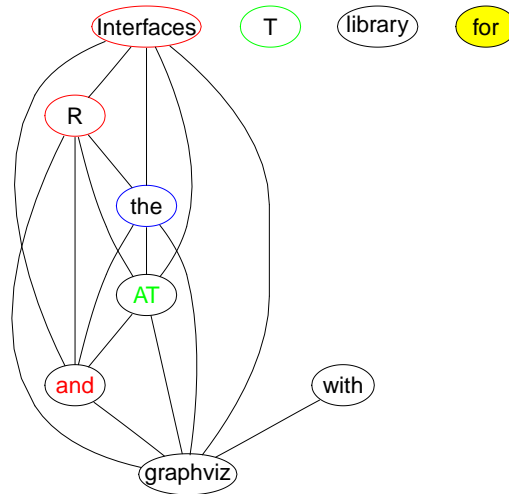 Interfaces T library for
R
the
AT
and with
graphviz